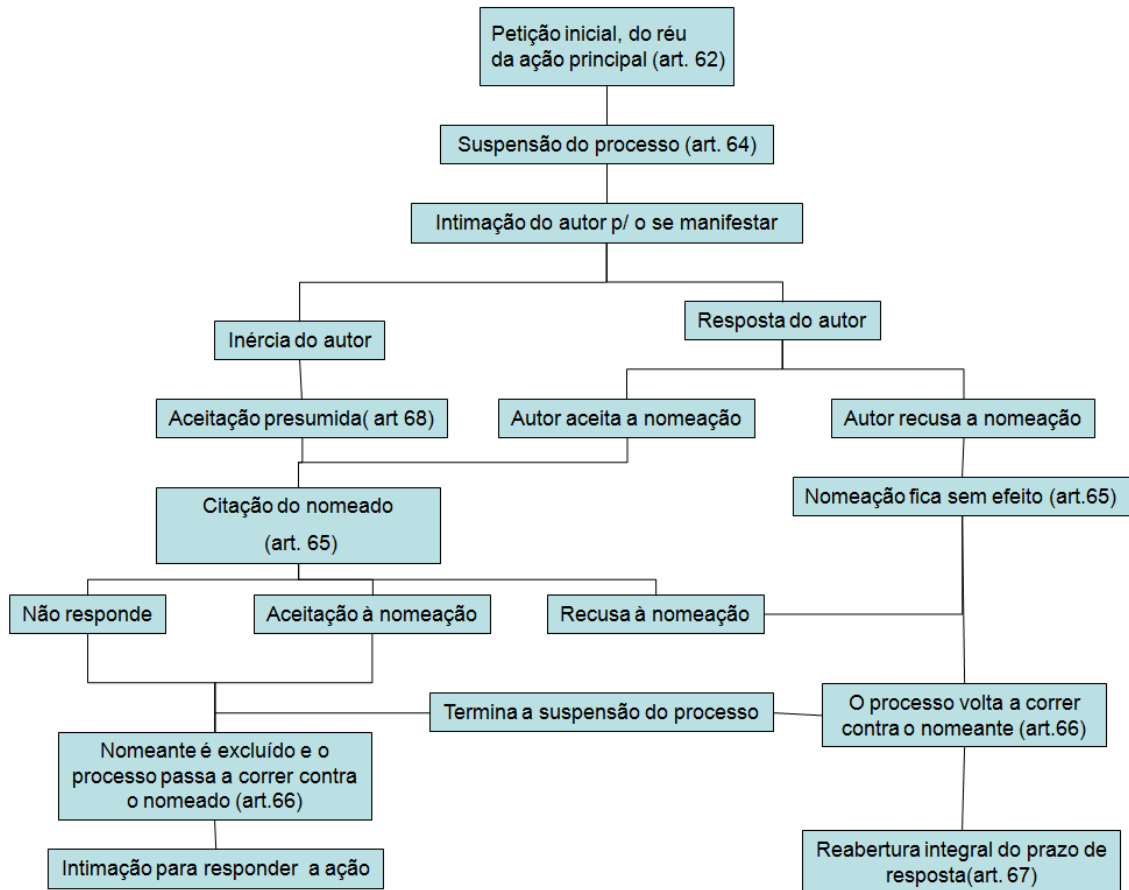 Petição inicial, do réu
da ação principal (art. 62)
Suspensão do processo (art. 64)
Intimação do autor p/ o se manifestar
Inércia do autor
Resposta do autor
Aceitação presumida( art 68)
Autor aceita a nomeação
Autor recusa a nomeação
Citação do nomeado
(art. 65)
Nomeação fica sem efeito (art.65)
Não responde
Aceitação à nomeação
Recusa à nomeação
Termina a suspensão do processo
O processo volta a correr
contra o nomeante (art.66)
Nomeante é excluído e o
processo passa a correr contra
o nomeado (art.66)
Intimação para responder a ação
Reabertura integral do prazo de
resposta(art. 67)